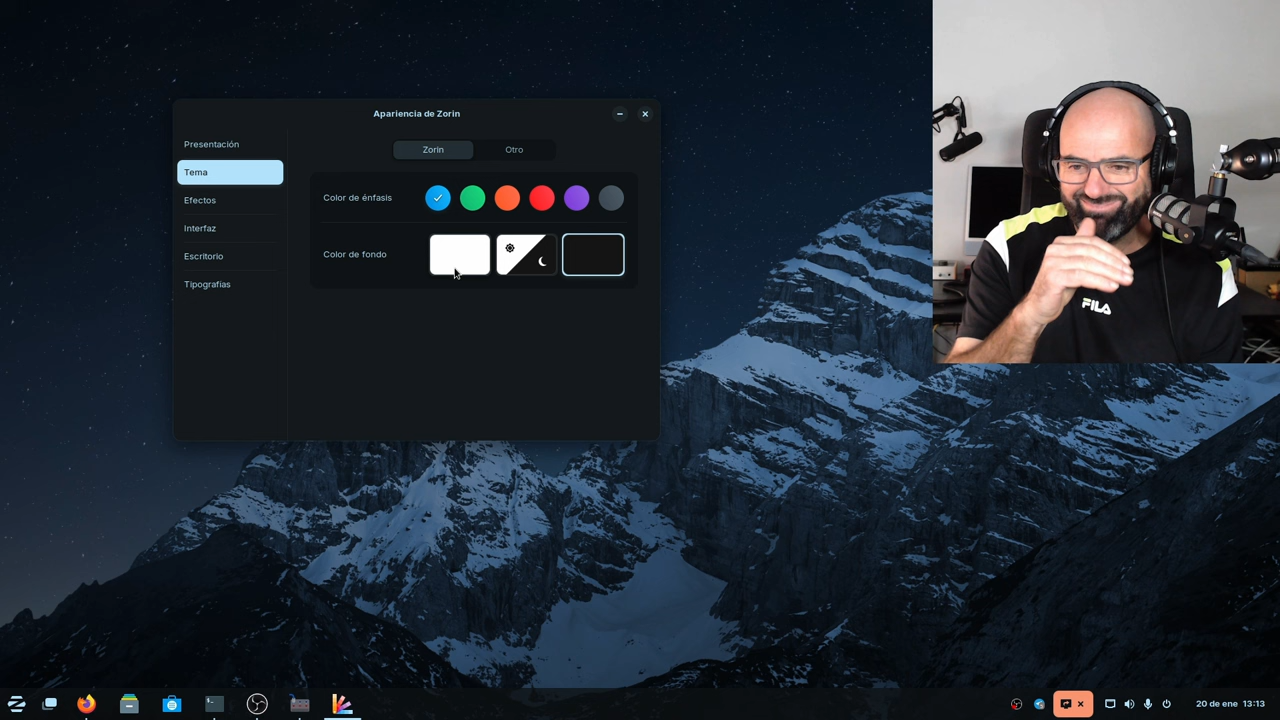 Apariencia de Zorin
Presentación
Tema
Efectos
Interfaz
Escritorio
Tipografías
Zorin
Otro
Color de énfasis
Color de fondo
FILA
20 de ene 13:13